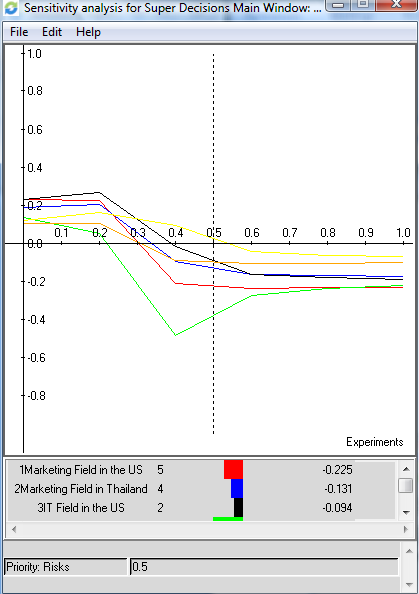 Sensitivity analysis for Super Decisions Main Window: ...
File Edit Help
1.0
0.8
0.6
0.4
0.2
0.1 0.2 0.3 0.4 0.5 0.6 0.7 0.8 0.9 1.0
0.0
-0.2
-0.4
-0.6
-0.8
Experiments
1Marketing Field in the US 5 -0.225
2Marketing Field in Thailand 4 -0.131
3IT Field in the US 2 -0.094
Priority: Risks 0.5